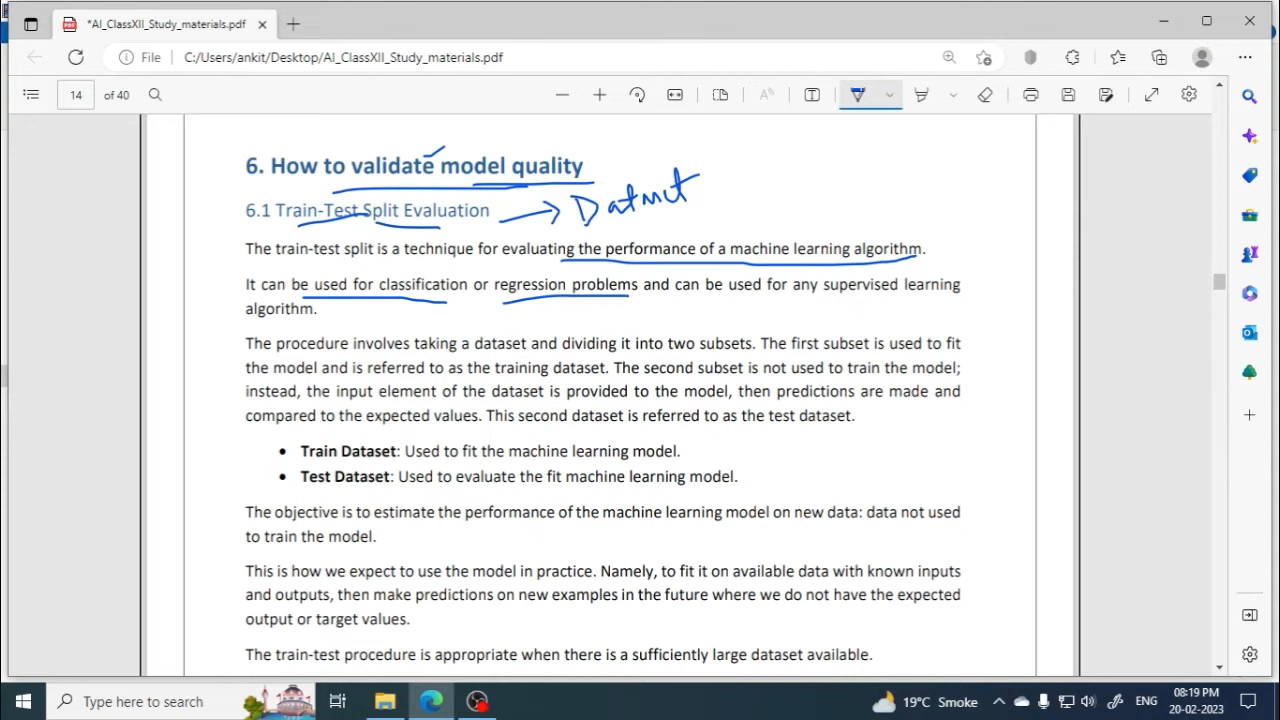 *AI_ClassXII_Study_materials.pdf
File C:/Users/ankit/Desktop/AI_ClassXII_Study_materials.pdf
14 of 40
6. How to validate model quality
6.1 Train-Test Split Evaluation
The train-test split is a technique for evaluating the performance of a machine learning algorithm.
It can be used for classification or regression problems and can be used for any supervised learning
algorithm.
The procedure involves taking a dataset and dividing it into two subsets. The first subset is used to fit
the model and is referred to as the training dataset. The second subset is not used to train the model;
instead, the input element of the dataset is provided to the model, then predictions are made and
compared to the expected values. This second dataset is referred to as the test dataset.
• Train Dataset: Used to fit the machine learning model.
• Test Dataset: Used to evaluate the fit machine learning model.
The objective is to estimate the performance of the machine learning model on new data: data not used
to train the model.
This is how we expect to use the model in practice. Namely, to fit it on available data with known inputs
and outputs, then make predictions on new examples in the future where we do not have the expected
output or target values.
The train-test procedure is appropriate when there is a sufficiently large dataset available.
Type here to search
19°C Smoke
ENG
08:19 PM
20-02-2023